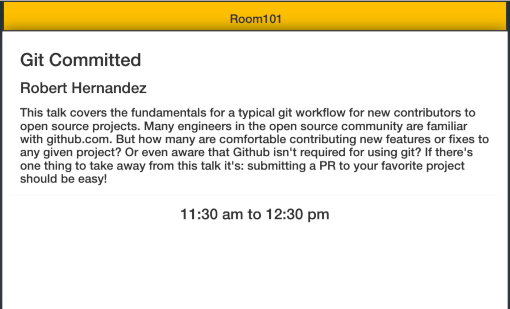 Room101
Git Committed
Robert Hernandez
This talk covers the fundamentals for a typical git workflow for new contributors to
open source projects. Many engineers in the open source community are familiar
with github.com. But how many are comfortable contributing new features or fixes to
any given project? Or even aware that Github isn't required for using git? If there's
one thing to take away from this talk it's: submitting a PR to your favorite project
should be easy!
11:30 am to 12:30 pm